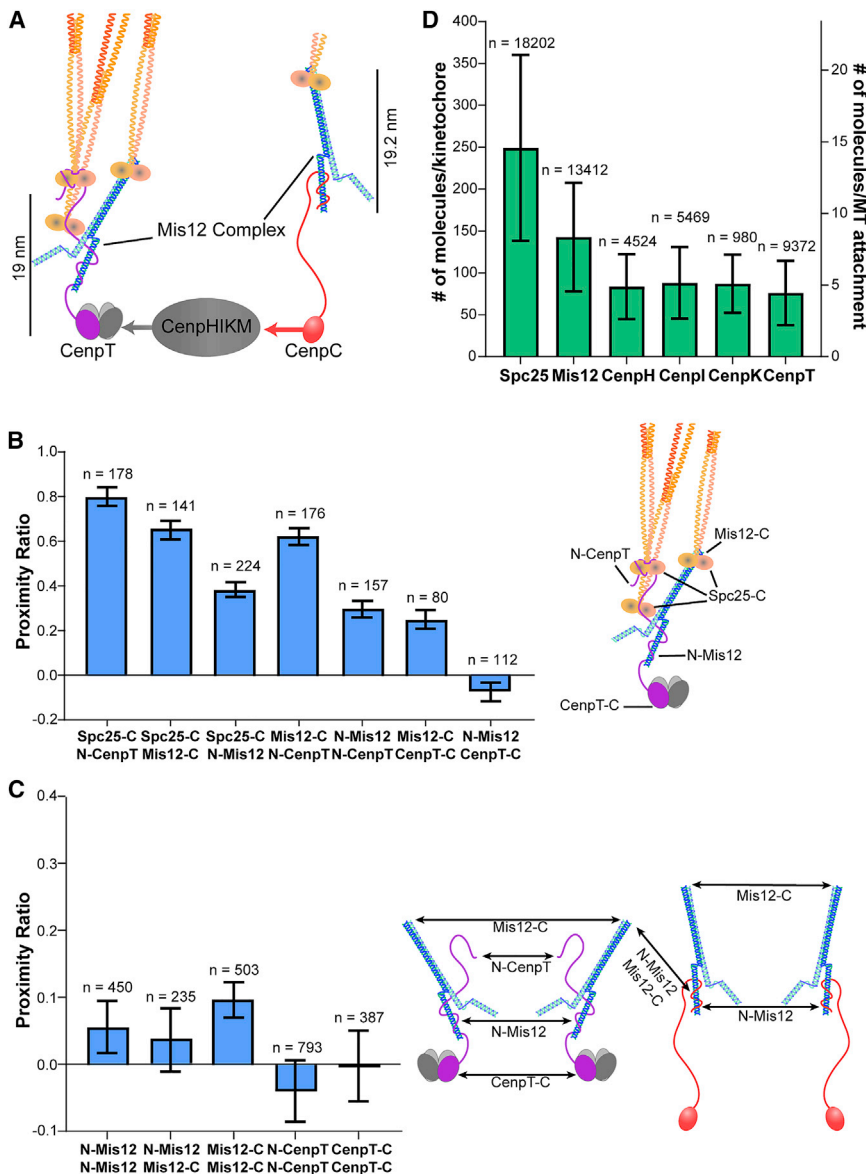 A
19 nm
19.2 nm
Mis12 Complex
CenpHIKM
CenpT
CenpC
D
# of molecules/kinetochore
400
350
300
250
200
150
100
50
0
n = 18202
n = 13412
n = 4524
n = 5469
n = 980
n = 9372
Spc25 Mis12 CenpH CenpI CenpK CenpT
20
15
10
5
0
# of molecules/MT attachment
B
Proximity Ratio
1.0
0.8
0.6
0.4
0.2
0.0
-0.2
n = 178
n = 141
n = 224
n = 176
n = 157
n = 80
n = 112
Spc25-C Spc25-C Spc25-C Mis12-C N-Mis12 Mis12-C N-Mis12
N-CenpT Mis12-C N-Mis12 N-CenpT N-CenpT CenpT-C CenpT-C
Mis12-C
N-CenpT
Spc25-C
N-Mis12
CenpT-C
C
Proximity Ratio
0.4
0.3
0.2
0.1
0.0
-0.1
n = 450
n = 235
n = 503
n = 793
n = 387
N-Mis12 N-Mis12 Mis12-C N-CenpT CenpT-C
N-Mis12 Mis12-C Mis12-C N-CenpT CenpT-C
Mis12-C
N-CenpT
N-Mis12
CenpT-C
N-Mis12
Mis12-C
Mis12-C
N-Mis12